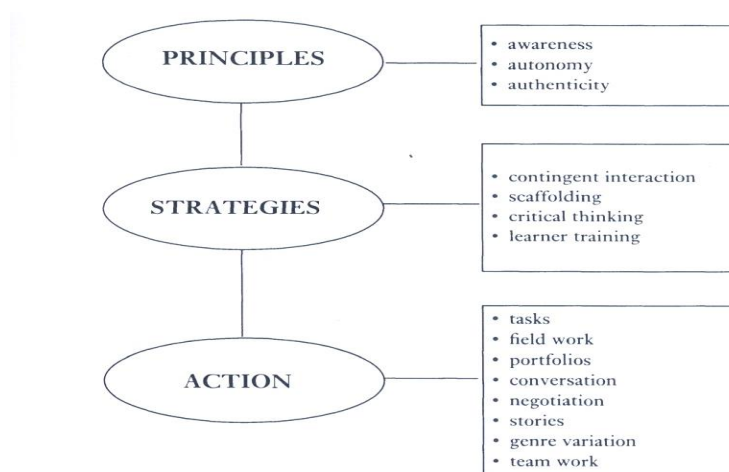 PRINCIPLES
• awareness
• autonomy
• authenticity
STRATEGIES
• contingent interaction
• scaffolding
• critical thinking
• learner training
ACTION
• tasks
• field work
• portfolios
• conversation
• negotiation
• stories
• genre variation
• team work